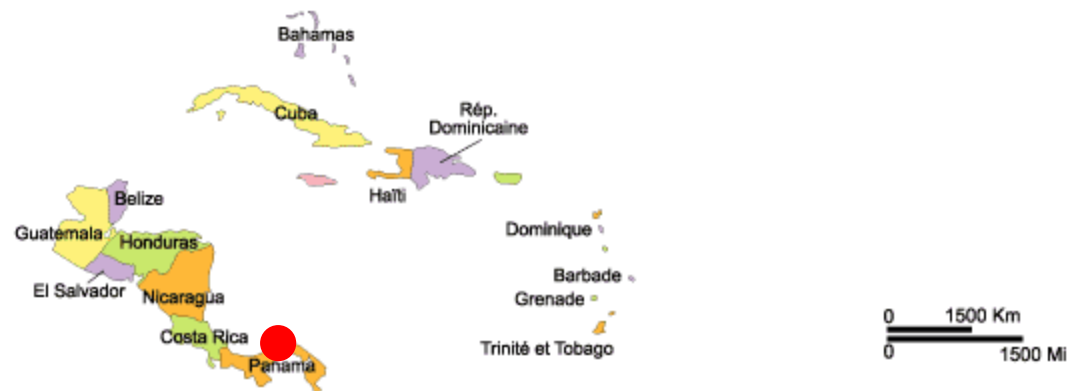 Bahamas
Cuba
Rép.
Dominicaine
Haïti
Belize
Guatemala
Honduras
Dominique
El Salvador
Nicaragua
Barbade
Grenade
Costa Rica
Panama
Trinité et Tobago
0 1500 Km
0 1500 Mi